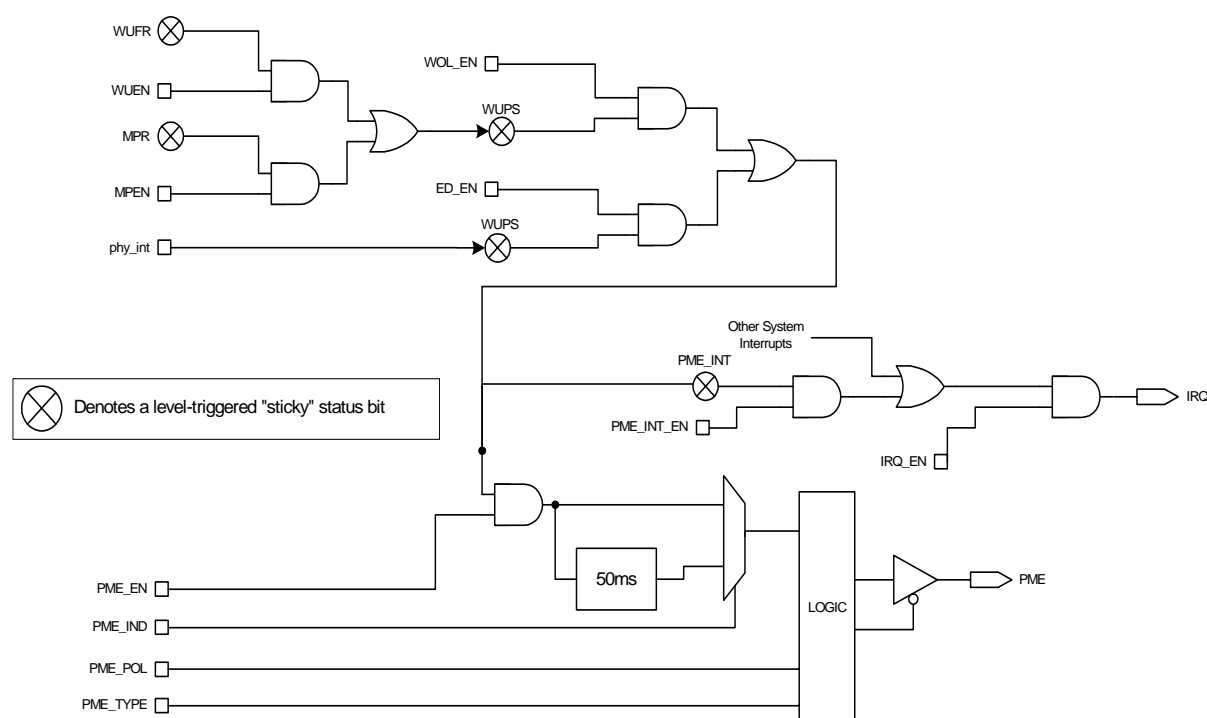 WUFR
WUEN
MPR
MPEN
phy_int
WOL_EN
WUPS
ED_EN
WUPS
Other System
Interrupts
PME_INT
PME_INT_EN
IRQ_EN
IRQ
Denotes a level-triggered "sticky" status bit
50ms
LOGIC
PME
PME_EN
PME_IND
PME_POL
PME_TYPE